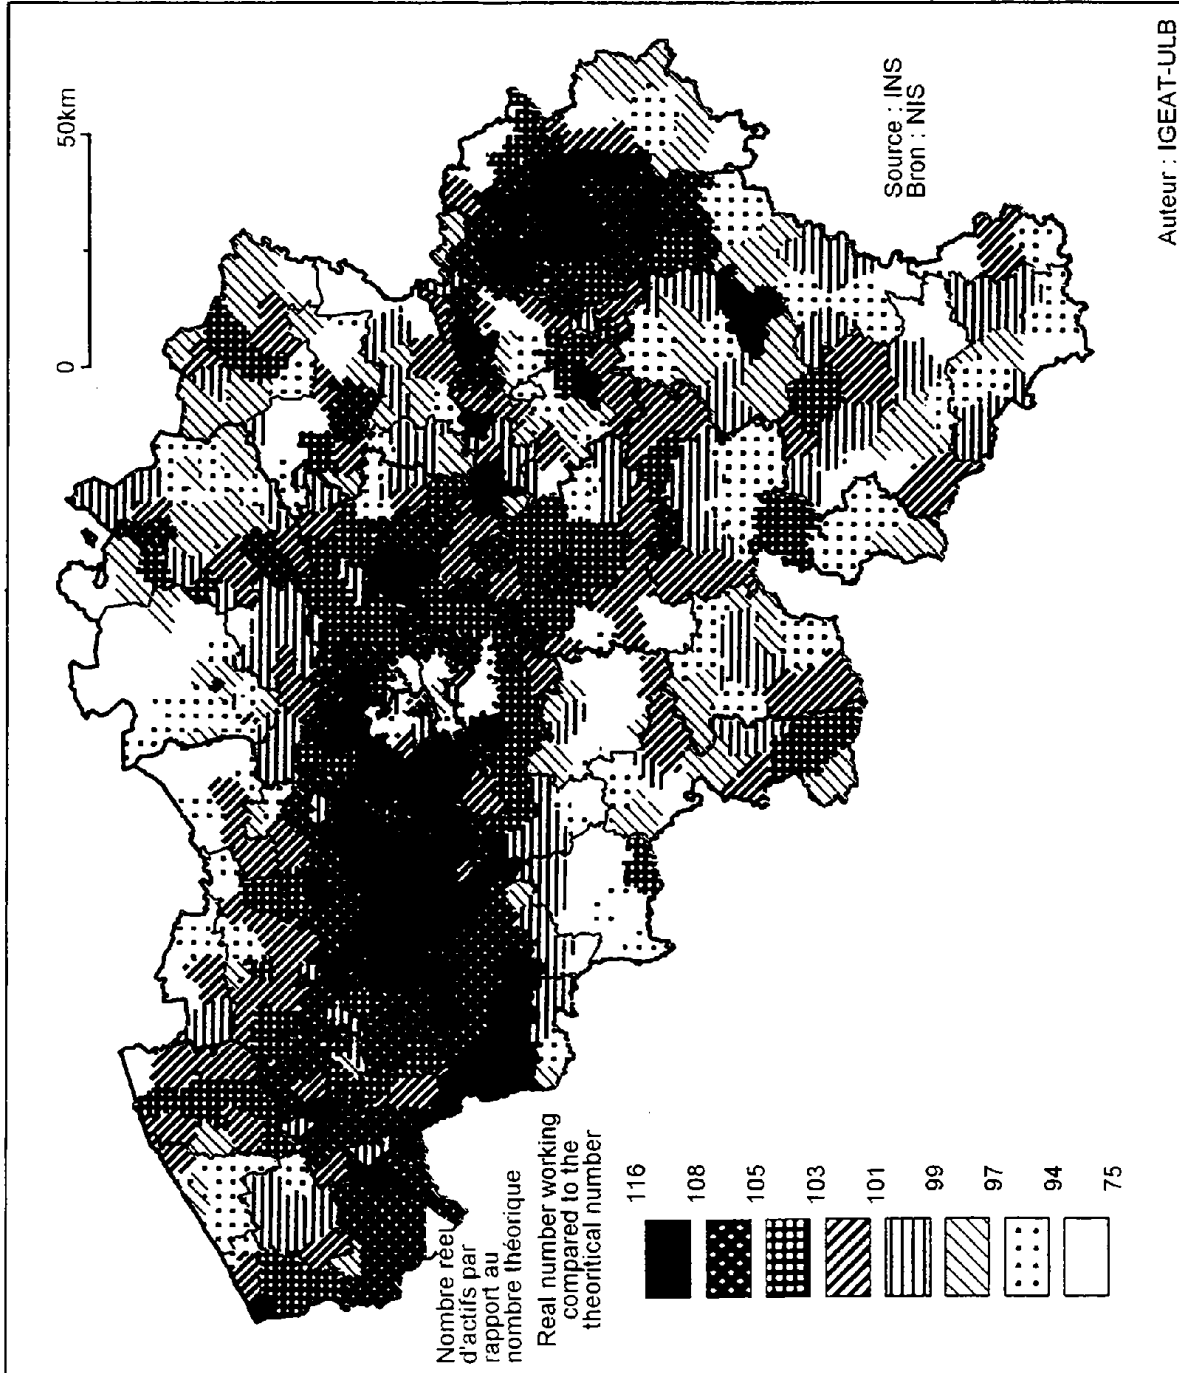 0
50km
Source : INS
Bron : NIS
Auteur : IGEAT-ULB
Nombre réel
d'actifs par
rapport au
nombre théorique
Real number working
compared to the
theoritical number
116
108
105
103
101
99
97
94
75